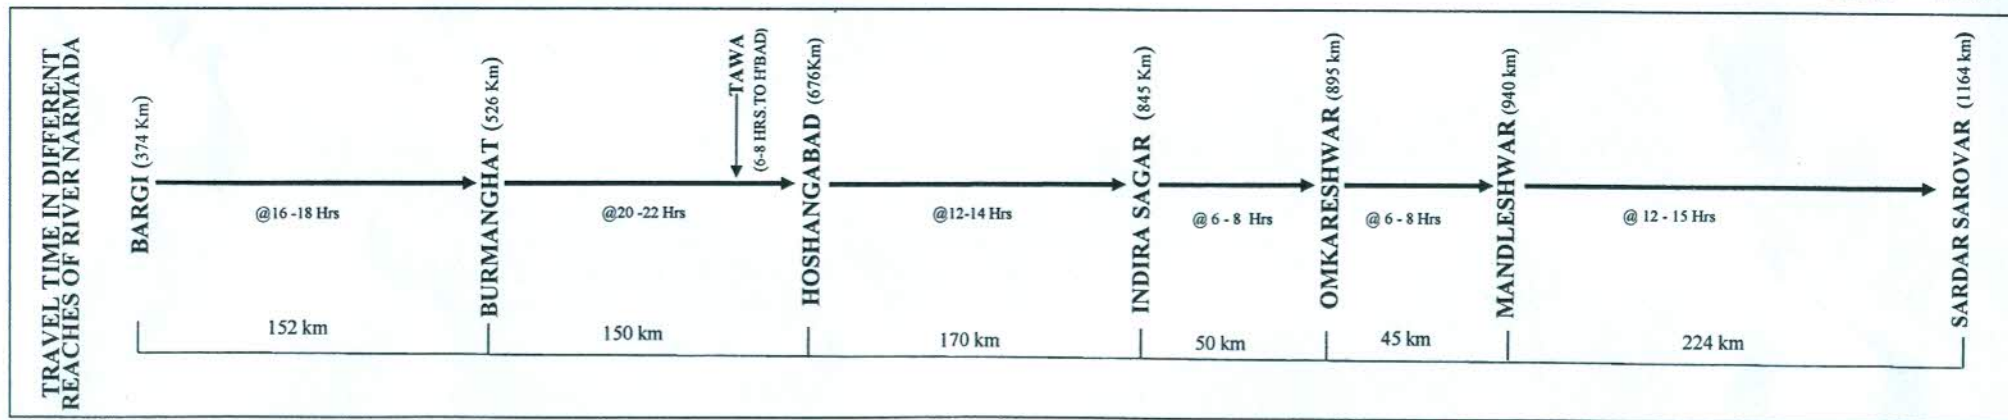 TRAVEL TIME IN DIFFERENT
REACHES OF RIVER NARMADA
BARGI (374 Km)
@16 -18 Hrs
BURMANGHAT (526 Km)
@20 -22 Hrs
TAWA
(6-8 HRS.TO H'BAD)
HOSHANGABAD (676Km)
@12-14 Hrs
INDIRA SAGAR (845 Km)
@ 6 - 8 Hrs
OMKARESHWAR (895 km)
@ 6 - 8 Hrs
MANDLESHWAR (940 km)
@ 12 - 15 Hrs
SARDAR SAROVAR (1164 km)
152 km
150 km
170 km
50 km
45 km
224 km